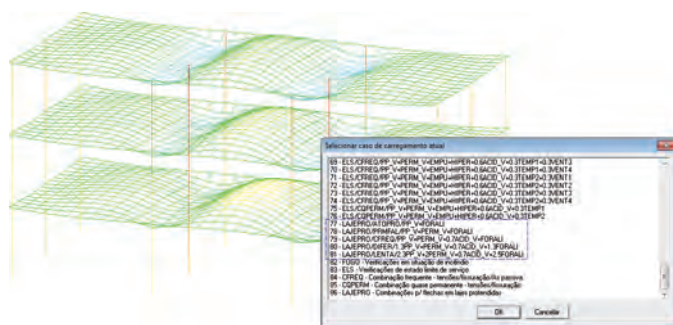 Selecionar caso de carregamento atual
69 - ELS/CFREQ/PP_V+PERM_V+EMPU+HIPER+0.6ACID_V+0.3TEMP1+0.3VENT3
70 - ELS/CFREQ/PP_V+PERM_V+EMPU+HIPER+0.6ACID_V+0.3TEMP1+0.3VENT4
71 - ELS/CFREQ/PP_V+PERM_V+EMPU+HIPER+0.6ACID_V+0.3TEMP2+0.3VENT1
72 - ELS/CFREQ/PP_V+PERM_V+EMPU+HIPER+0.6ACID_V+0.3TEMP2+0.3VENT2
73 - ELS/CFREQ/PP_V+PERM_V+EMPU+HIPER+0.6ACID_V+0.3TEMP2+0.3VENT3
74 - ELS/CFREQ/PP_V+PERM_V+EMPU+HIPER+0.6ACID_V+0.3TEMP2+0.3VENT4
75 - ELS/CQPERM/PP_V+PERM_V+EMPU+HIPER+0.6ACID_V+0.3TEMP1
76 - ELS/CQPERM/PP_V+PERM_V+EMPU+HIPER+0.6ACID_V+0.3TEMP2
77 - LAJEPRO/ATOPRO/PP_V+FORALI
78 - LAJEPRO/PPRMFAL/PP_V+PERM_V+FORALI
79 - LAJEPRO/CFREQ/PP_V+PERM_V+0.7ACID_V+FORALI
80 - LAJEPRO/DIFER/1.3PP_V+PERM_V+0.7ACID_V+1.3FORALI
81 - LAJEPRO/LENTA/2.3PP_V+2PERM_V+0.7ACID_V+2.5FORALI
82 - FOGO - Verificações em situação de incêndio
83 - ELS - Verificações de estado limite de serviço
84 - CFREQ - Combinação frequente - tensões/fissuração/As passiva
85 - CQPERM - Combinação quase permanente - tensões/fissuração
86 - LAJEPRO - Combinações p/ flechas em lajes protendidas
OK
Cancelar